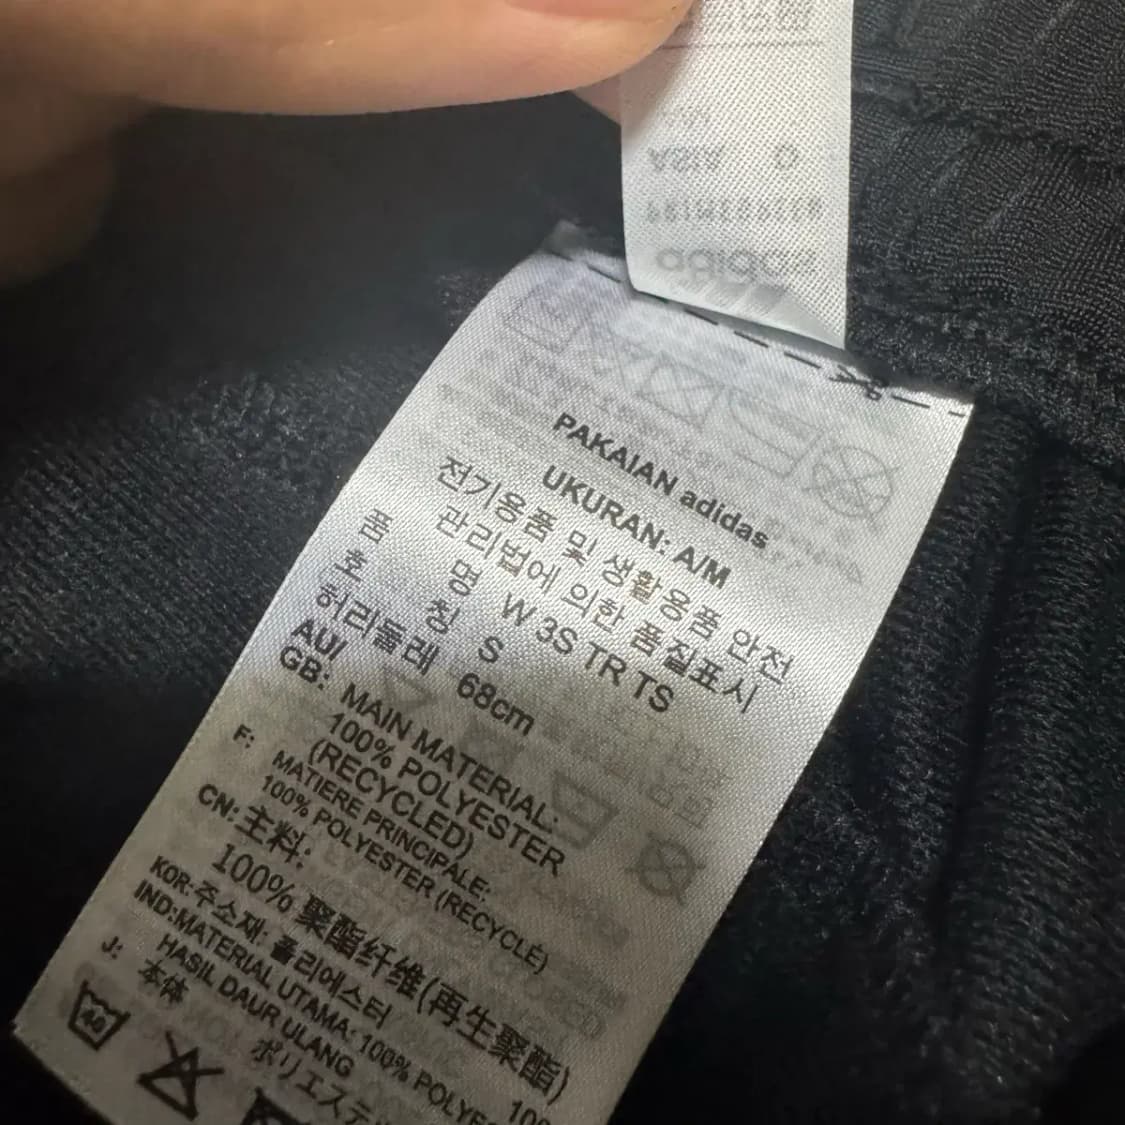 PAKAIAN adidas
UKURAN: A/M
전기용품 및 생활용품 안전
관리법에 의한 품질표시
품 명 W 3S TR TS
호 칭 S
허리둘레 68cm
AUI
GB: MAIN MATERIAL:
100% POLYESTER
(RECYCLED)
F: MATIERE PRINCIPALE:
100% POLYESTER (RECYCLÉ)
CN: 主料:
100% 聚酯纤维(再生聚酯)
KOR: 주소재: 폴리에스터
IND:MATERIAL UTAMA: 100% POLYE
HASIL DAUR ULANG
J: 本体
ポリエステ
40